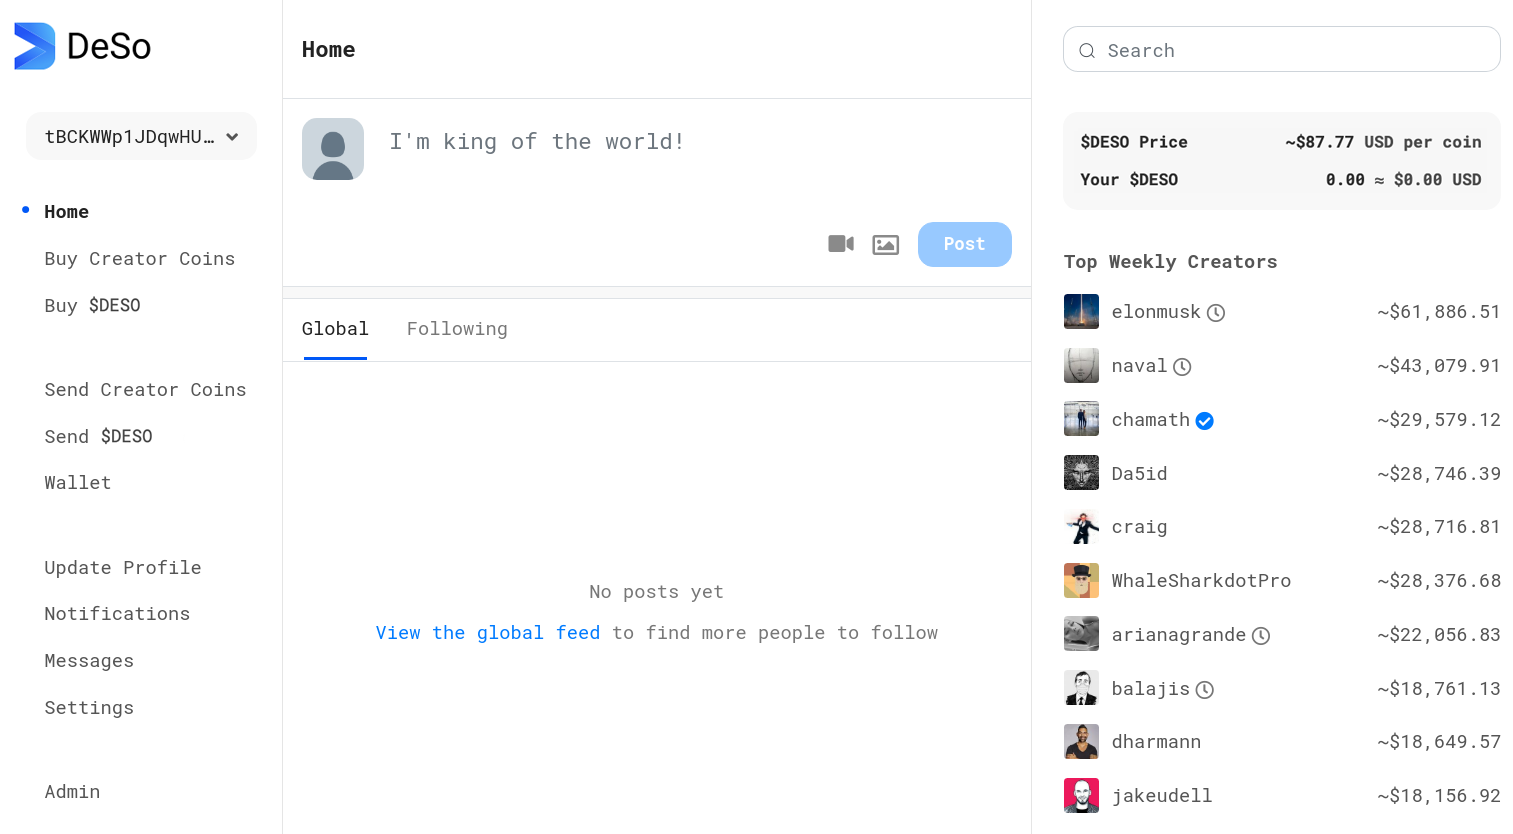 DeSo
tBCKWWp1JDqwHU…
Home
Buy Creator Coins
Buy $DESO
Send Creator Coins
Send $DESO
Wallet
Update Profile
Notifications
Messages
Settings
Admin
Home
I'm king of the world!
Post
Global Following
No posts yet
View the global feed to find more people to follow
Search
$DESO Price ~$87.77 USD per coin
Your $DESO 0.00 ≈ $0.00 USD
Top Weekly Creators
elonmusk ~$61,886.51
naval ~$43,079.91
chamath ~$29,579.12
Da5id ~$28,746.39
craig ~$28,716.81
WhaleSharkdotPro ~$28,376.68
arianagrande ~$22,056.83
balajis ~$18,761.13
dharmann ~$18,649.57
jakeudell ~$18,156.92